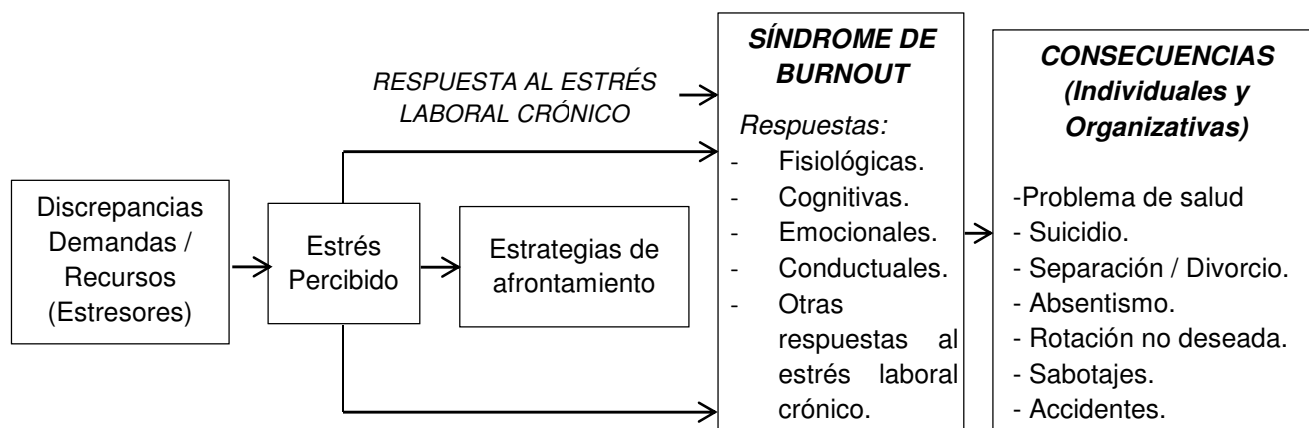 Discrepancias
Demandas /
Recursos
(Estresores)
Estrés
Percibido
Estrategias de
afrontamiento
RESPUESTA AL ESTRÉS
LABORAL CRÓNICO
SÍNDROME DE
BURNOUT
Respuestas:
- Fisiológicas.
- Cognitivas.
- Emocionales.
- Conductuales.
- Otras
respuestas al
estrés laboral
crónico.
CONSECUENCIAS
(Individuales y
Organizativas)
-Problema de salud
- Suicidio.
- Separación / Divorcio.
- Absentismo.
- Rotación no deseada.
- Sabotajes.
- Accidentes.